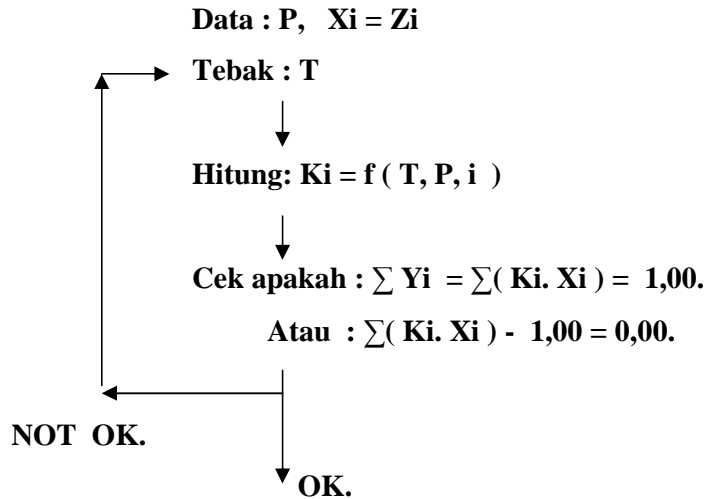 Data : P, Xi = Zi
Tebak : T
Hitung: Ki = f ( T, P, i )
Cek apakah : ∑ Yi = ∑( Ki. Xi ) = 1,00.
Atau : ∑( Ki. Xi ) - 1,00 = 0,00.
NOT OK.
OK.